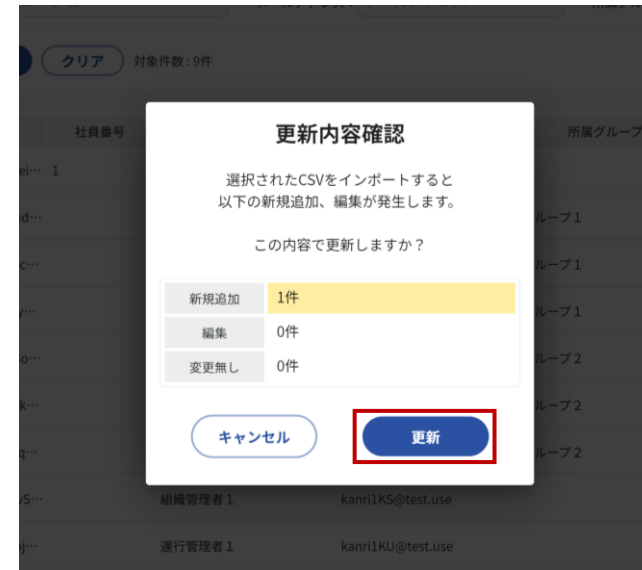 クリア 対象件数:9件
社員番号 所属グループ
1
更新内容確認
選択されたCSVをインポートすると
以下の新規追加、編集が発生します。
この内容で更新しますか？
新規追加 1件
編集 0件
変更無し 0件
キャンセル 更新
ループ1
ループ1
ループ1
ループ2
ループ2
ループ2
組織管理者1 kanri1KS@test.use
運行管理者1 kanri1KU@test.use